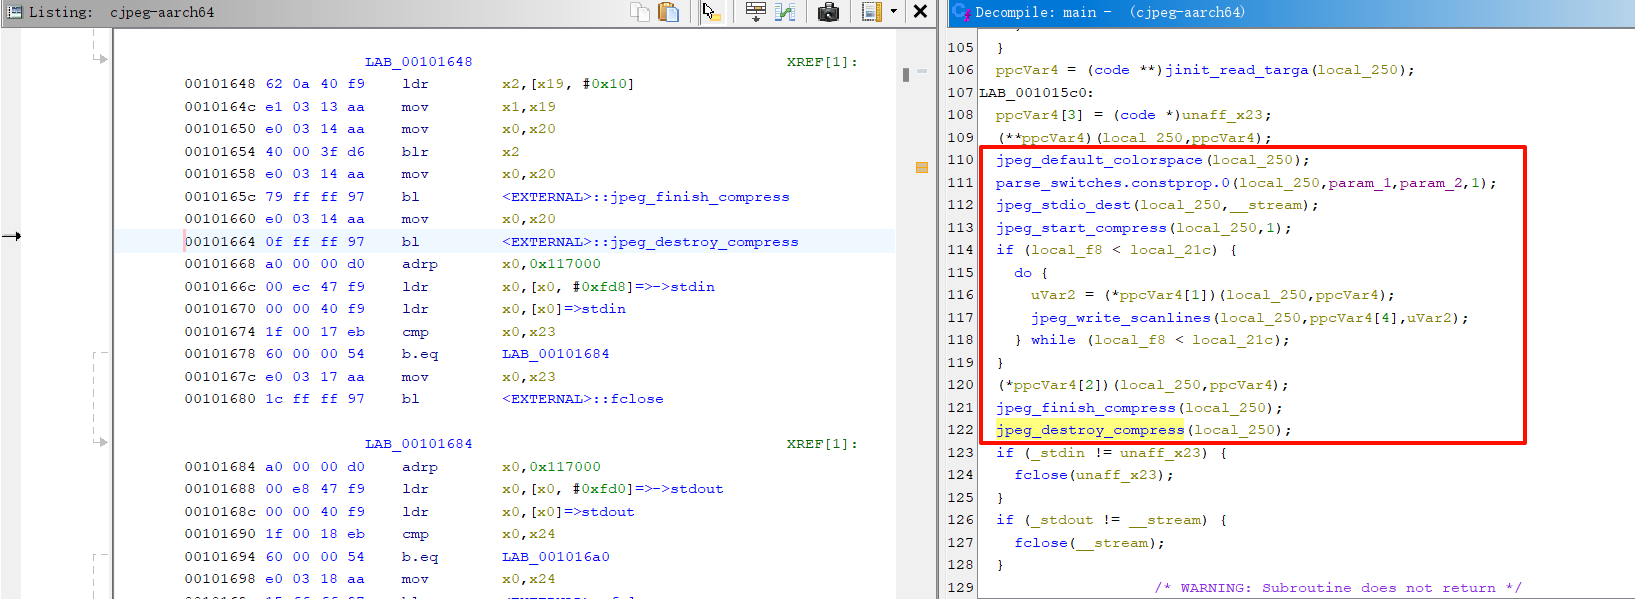 Listing: cjpeg-aarch64
LAB_00101648 XREF[1]:
00101648 62 0a 40 f9 ldr x2,[x19, #0x10]
0010164c e1 03 13 aa mov x1,x19
00101650 e0 03 14 aa mov x0,x20
00101654 40 00 3f d6 blr x2
00101658 e0 03 14 aa mov x0,x20
0010165c 79 ff ff 97 bl <EXTERNAL>::jpeg_finish_compress
00101660 e0 03 14 aa mov x0,x20
00101664 0f ff ff 97 bl <EXTERNAL>::jpeg_destroy_compress
00101668 a0 00 00 d0 adrp x0,0x117000
0010166c 00 ec 47 f9 ldr x0,[x0, #0xfd8]=>->stdin
00101670 00 00 40 f9 ldr x0,[x0]=>stdin
00101674 1f 00 17 eb cmp x0,x23
00101678 60 00 00 54 b.eq LAB_00101684
0010167c e0 03 17 aa mov x0,x23
00101680 1c ff ff 97 bl <EXTERNAL>::fclose
LAB_00101684 XREF[1]:
00101684 a0 00 00 d0 adrp x0,0x117000
00101688 00 e8 47 f9 ldr x0,[x0, #0xfd0]=>->stdout
0010168c 00 00 40 f9 ldr x0,[x0]=>stdout
00101690 1f 00 18 eb cmp x0,x24
00101694 60 00 00 54 b.eq LAB_001016a0
00101698 e0 03 18 aa mov x0,x24
Decompile: main - (cjpeg-aarch64)
105 }
106 ppcVar4 = (code **)jinit_read_targa(local_250);
107 LAB_001015c0:
108 ppcVar4[3] = (code *)unaff_x23;
109 (**ppcVar4)(local_250,ppcVar4);
110 jpeg_default_colorspace(local_250);
111 parse_switches.constprop.0(local_250,param_1,param_2,1);
112 jpeg_stdio_dest(local_250,__stream);
113 jpeg_start_compress(local_250,1);
114 if (local_f8 < local_21c) {
115 do {
116 uVar2 = (*ppcVar4[1])(local_250,ppcVar4);
117 jpeg_write_scanlines(local_250,ppcVar4[4],uVar2);
118 } while (local_f8 < local_21c);
119 }
120 (*ppcVar4[2])(local_250,ppcVar4);
121 jpeg_finish_compress(local_250);
122 jpeg_destroy_compress(local_250);
123 if (_stdin != unaff_x23) {
124 fclose(unaff_x23);
125 }
126 if (_stdout != __stream) {
127 fclose(__stream);
128 }
129 /* WARNING: Subroutine does not return */